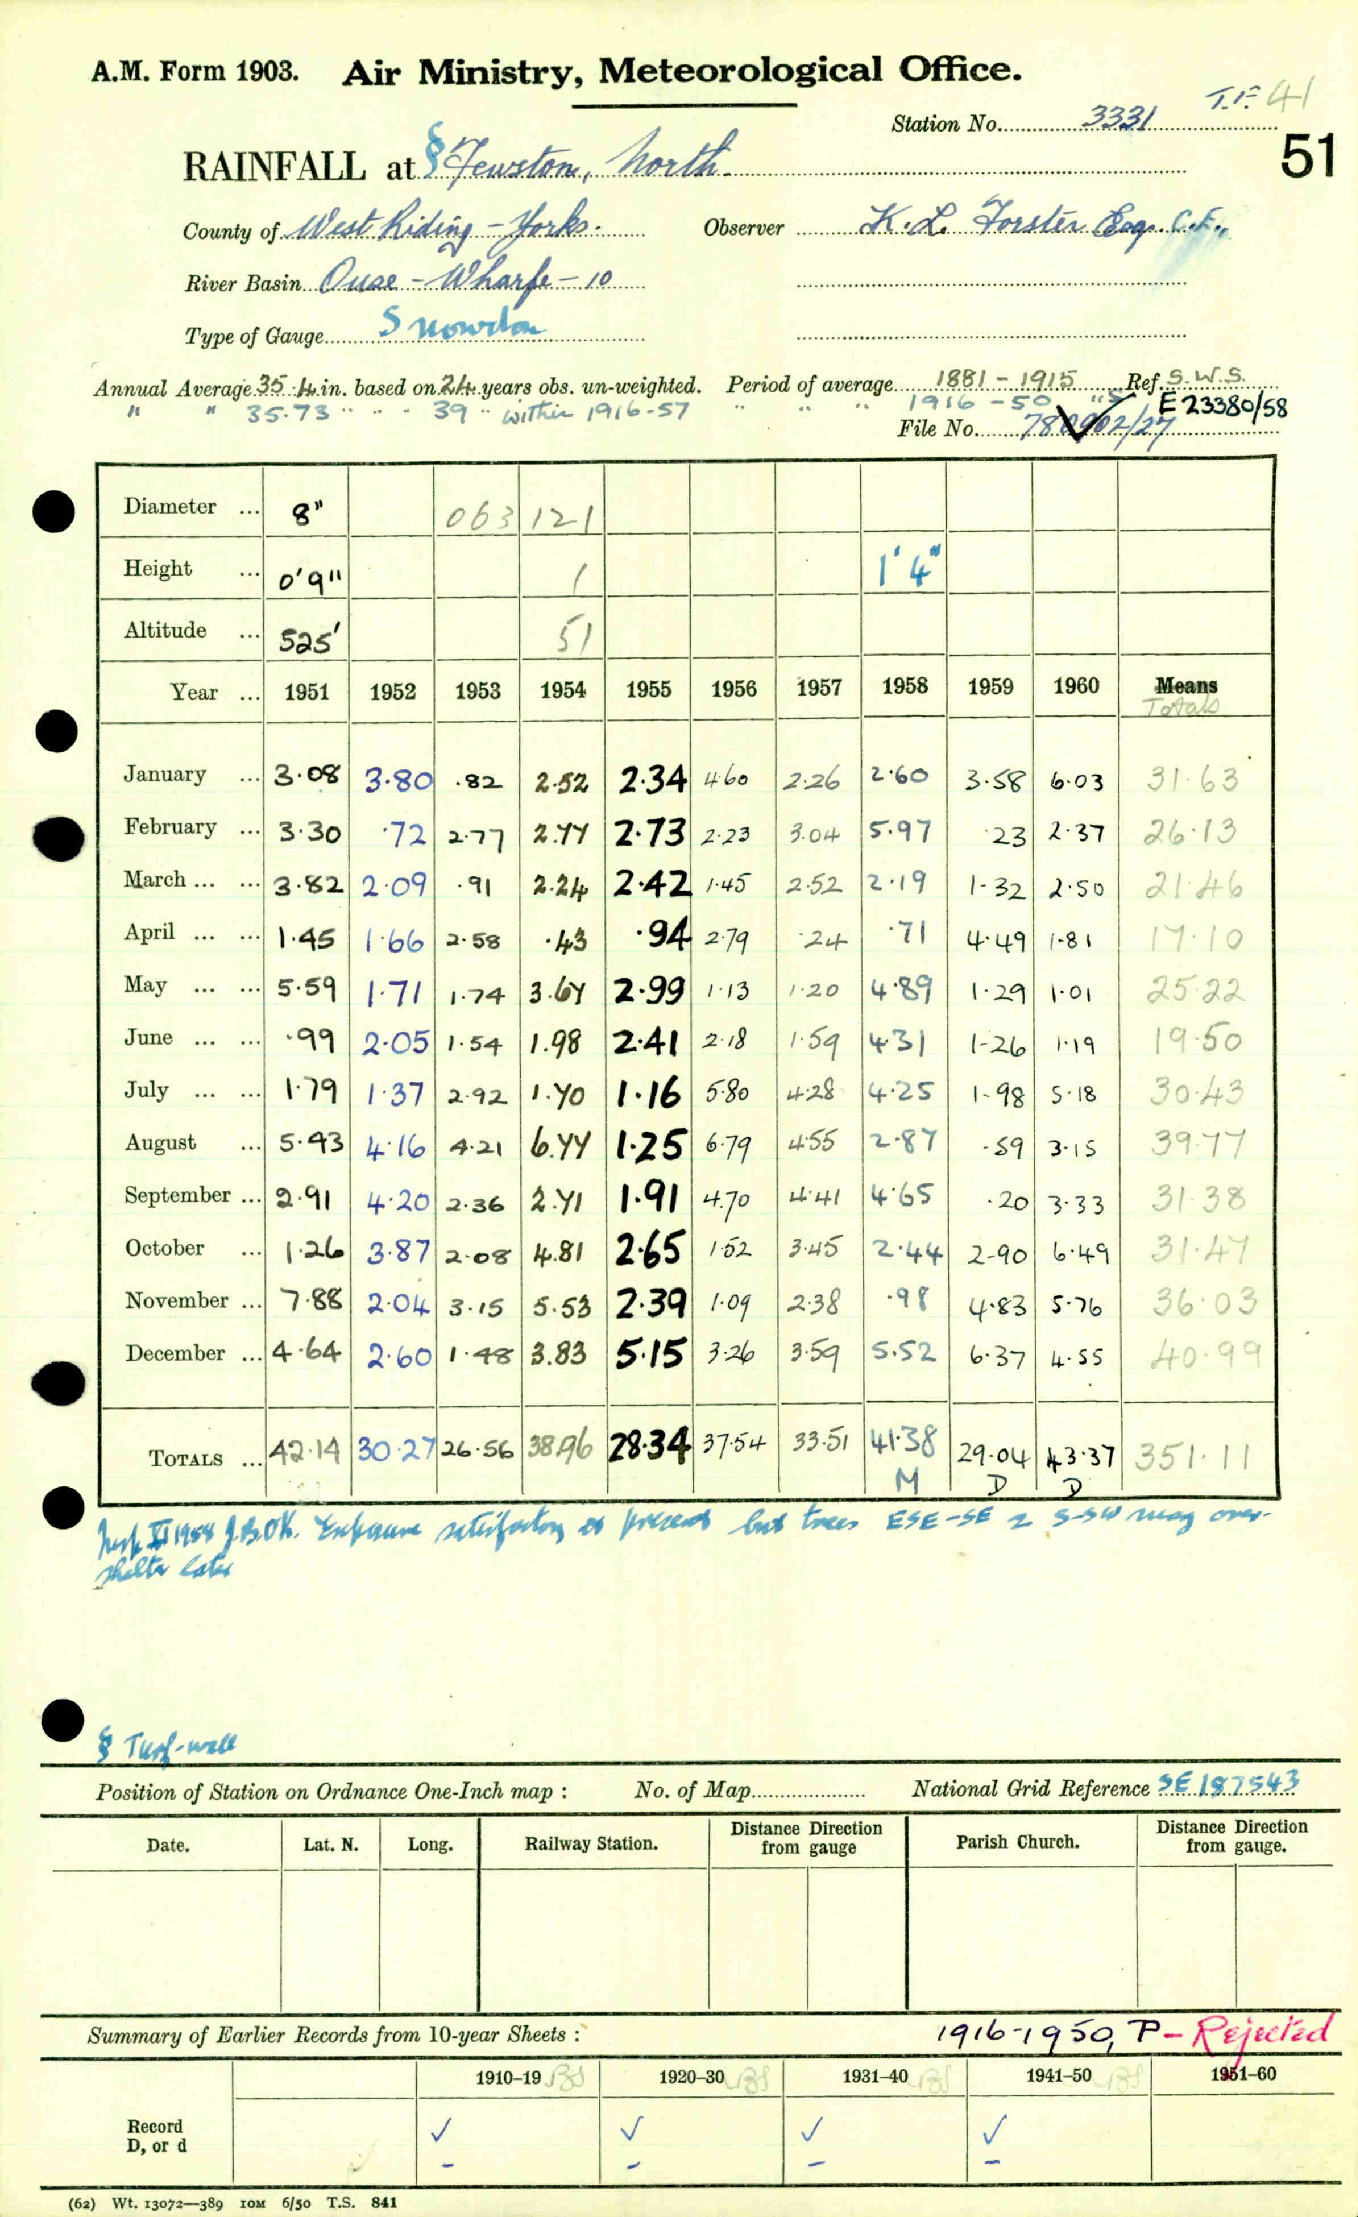 A.M. Form 1903. Air Ministry, Meteorological Office.
T.F. 41
Station No. 3331
51
RAINFALL at § Fewston, North.
County of West Riding - Yorks. Observer K. L. Forster Esq. C.E.,
River Basin Ouse - Wharfe - 10
Type of Gauge Snowdon
Annual Average 35.4 in. based on 24 years obs. un-weighted. Period of average 1881 - 1915 Ref. S.W.S.
" " 35.73 " " " 39 " within 1916-57 " " " 1916 - 50 "S" E 23380/58
File No. 780902/27
Diameter ... 8" 063 121
Height ... 0'9" 1 1'4"
Altitude ... 525' 51
Year ... 1951 1952 1953 1954 1955 1956 1957 1958 1959 1960 Means
Totals
January ... 3.08 3.80 .82 2.52 2.34 4.60 2.26 2.60 3.58 6.03 31.63
February ... 3.30 .72 2.77 2.77 2.73 2.23 3.04 5.97 .23 2.37 26.13
March ... ... 3.82 2.09 .91 2.24 2.42 1.45 2.52 2.19 1.32 2.50 21.46
April ... ... 1.45 1.66 2.58 .43 .94 2.79 .24 .71 4.49 1.81 17.10
May ... ... 5.59 1.71 1.74 3.67 2.99 1.13 1.20 4.89 1.29 1.01 25.22
June ... ... .99 2.05 1.54 1.98 2.41 2.18 1.59 4.31 1.26 1.19 19.50
July ... ... 1.79 1.37 2.92 1.70 1.16 5.80 4.28 4.25 1.98 5.18 30.43
August ... 5.43 4.16 4.21 6.77 1.25 6.79 4.55 2.87 .59 3.15 39.77
September ... 2.91 4.20 2.36 2.71 1.91 4.70 4.41 4.65 .20 3.33 31.38
October ... 1.26 3.87 2.08 4.81 2.65 1.52 3.45 2.44 2.90 6.49 31.47
November ... 7.88 2.04 3.15 5.53 2.39 1.09 2.38 .98 4.83 5.76 36.03
December ... 4.64 2.60 1.48 3.83 5.15 3.26 3.59 5.52 6.37 4.55 40.99
TOTALS ... 42.14 30.27 26.56 38.96 28.34 37.54 33.51 41.38 29.04 43.37 351.11
M D D
Insp. XI 1958 J.B. OK. Exposure satisfactory at present but trees ESE-SE & S-SW may over-
shelter later
§ Turf-wall
Position of Station on Ordnance One-Inch map : No. of Map National Grid Reference SE 187543
Date. Lat. N. Long. Railway Station. Distance Direction from gauge Parish Church. Distance Direction from gauge.
Summary of Earlier Records from 10-year Sheets : 1916-1950, P - Rejected
1910-19 1920-30 1931-40 1941-50 1951-60
Record ✓ ✓ ✓ ✓
D, or d - - - -
(62) Wt. 13072—389 10M 6/50 T.S. 841